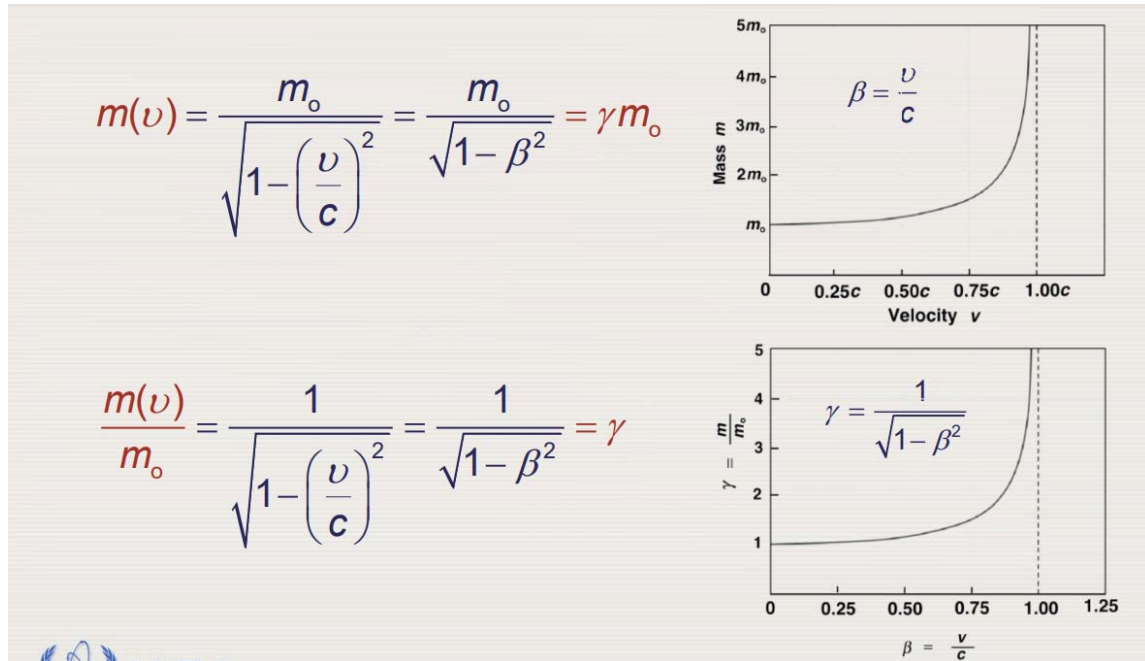 m(υ) = m₀ / √(1 − (υ/c)²) = m₀ / √(1 − β²) = γm₀
m(υ)/m₀ = 1 / √(1 − (υ/c)²) = 1 / √(1 − β²) = γ
5m₀
4m₀
3m₀
2m₀
m₀
Mass m
β = υ/c
0 0.25c 0.50c 0.75c 1.00c
Velocity v
5
4
3
2
1
γ = m/m₀
γ = 1 / √(1 − β²)
0 0.25 0.50 0.75 1.00 1.25
β = v/c